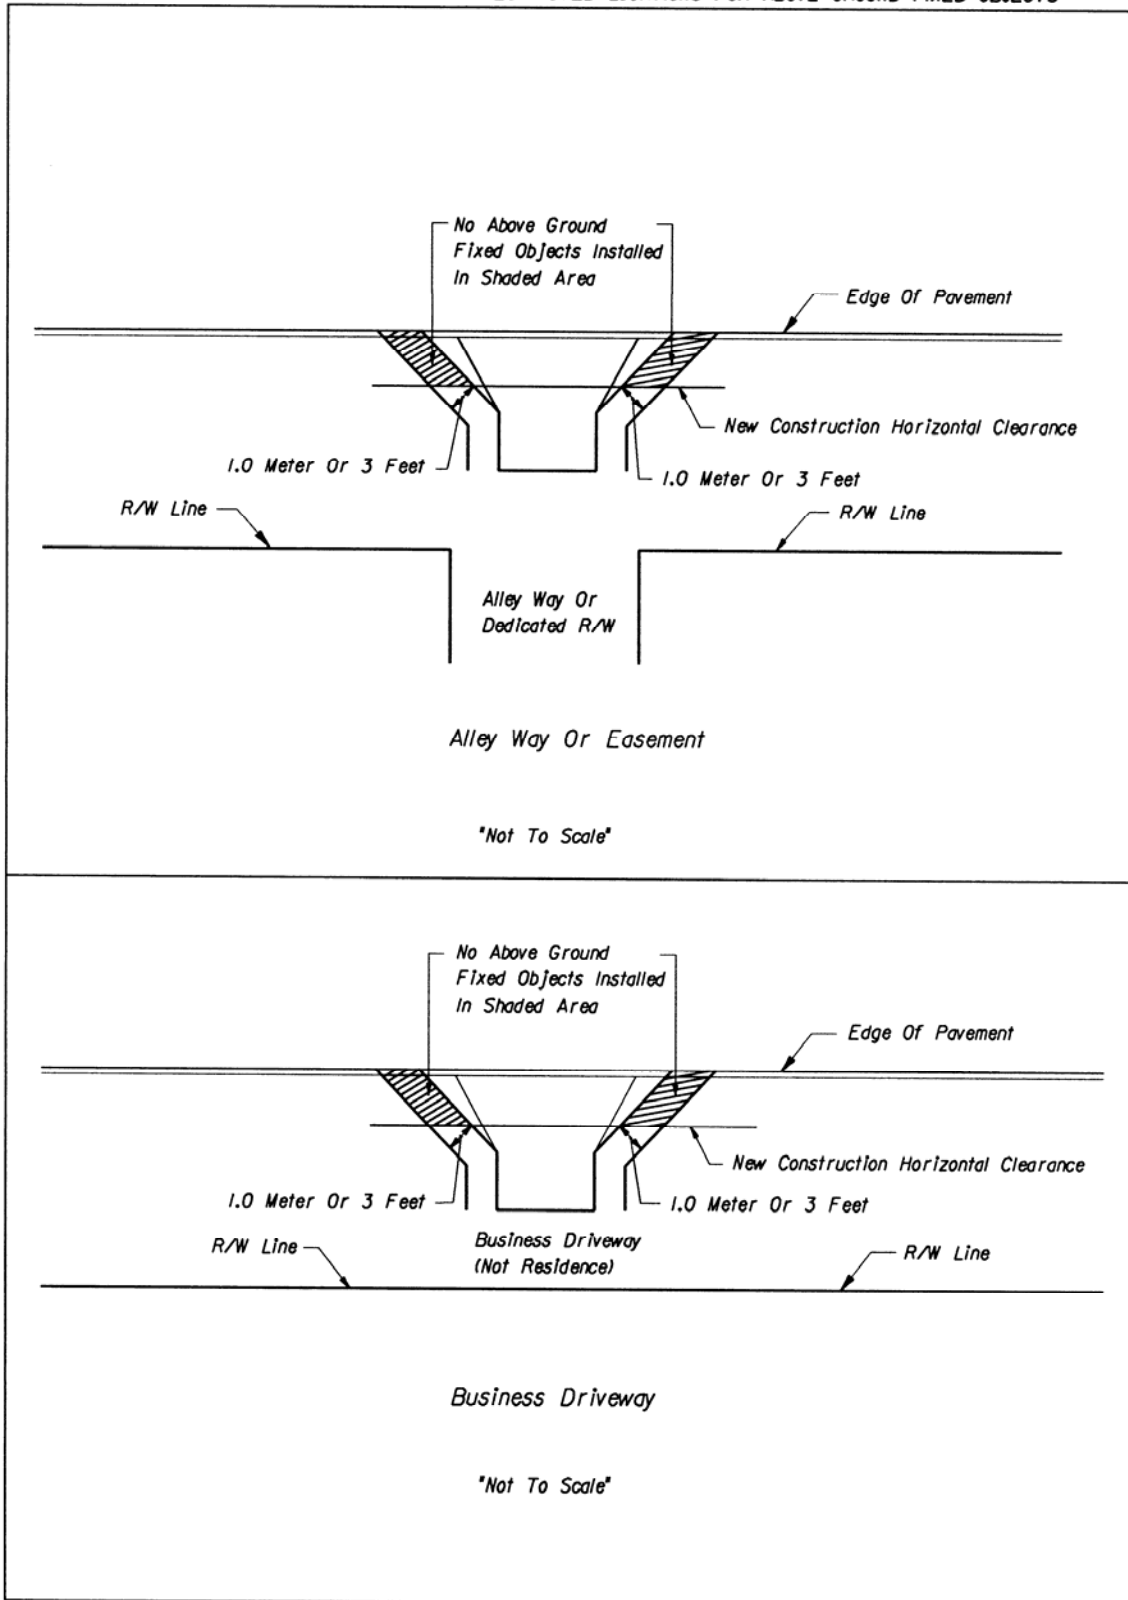 No Above Ground
Fixed Objects Installed
In Shaded Area
Edge Of Pavement
New Construction Horizontal Clearance
1.0 Meter Or 3 Feet
1.0 Meter Or 3 Feet
R/W Line
R/W Line
Alley Way Or
Dedicated R/W
Alley Way Or Easement
"Not To Scale"
No Above Ground
Fixed Objects Installed
In Shaded Area
Edge Of Pavement
New Construction Horizontal Clearance
1.0 Meter Or 3 Feet
1.0 Meter Or 3 Feet
Business Driveway
(Not Residence)
R/W Line
R/W Line
Business Driveway
"Not To Scale"